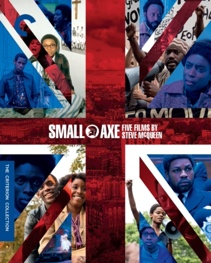 SMALL AXE
FIVE FILMS BY
STEVE MCQUEEN
THE CRITERION COLLECTION